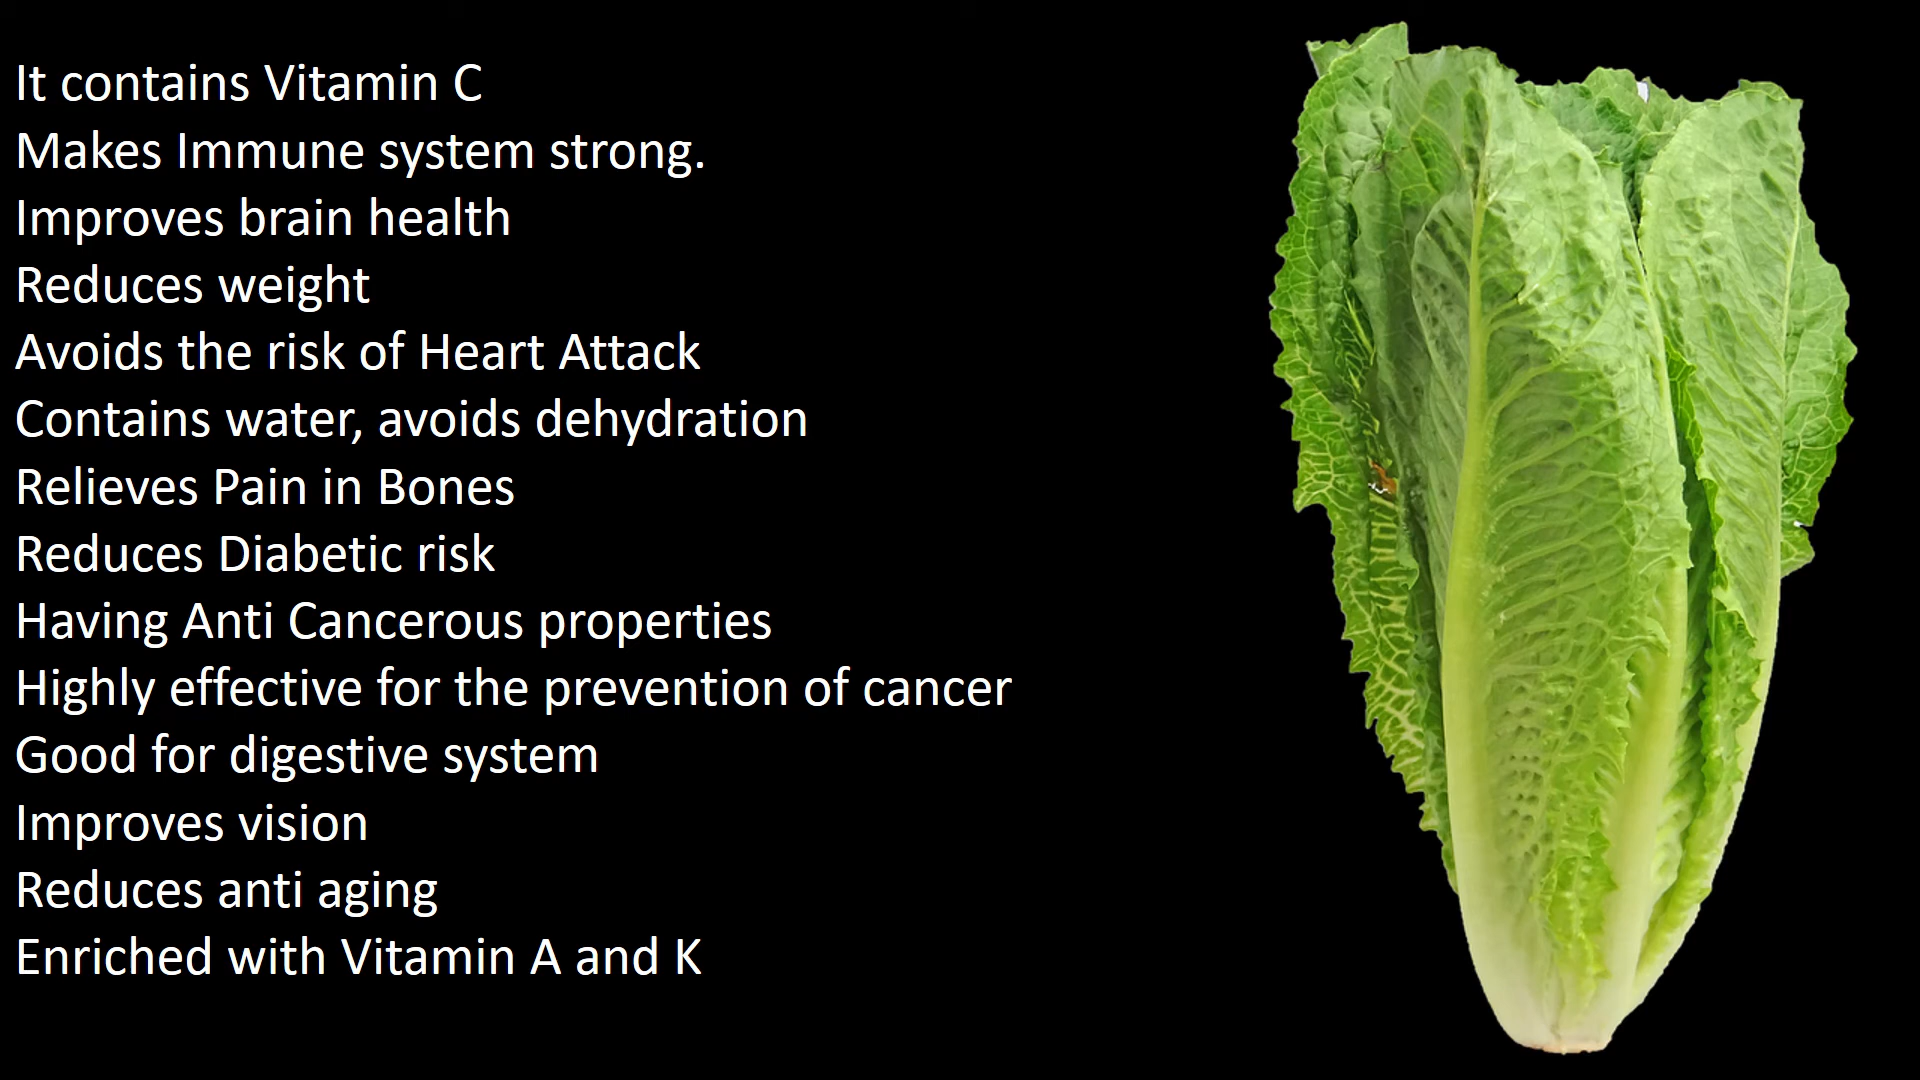 It contains Vitamin C
Makes Immune system strong.
Improves brain health
Reduces weight
Avoids the risk of Heart Attack
Contains water, avoids dehydration
Relieves Pain in Bones
Reduces Diabetic risk
Having Anti Cancerous properties
Highly effective for the prevention of cancer
Good for digestive system
Improves vision
Reduces anti aging
Enriched with Vitamin A and K